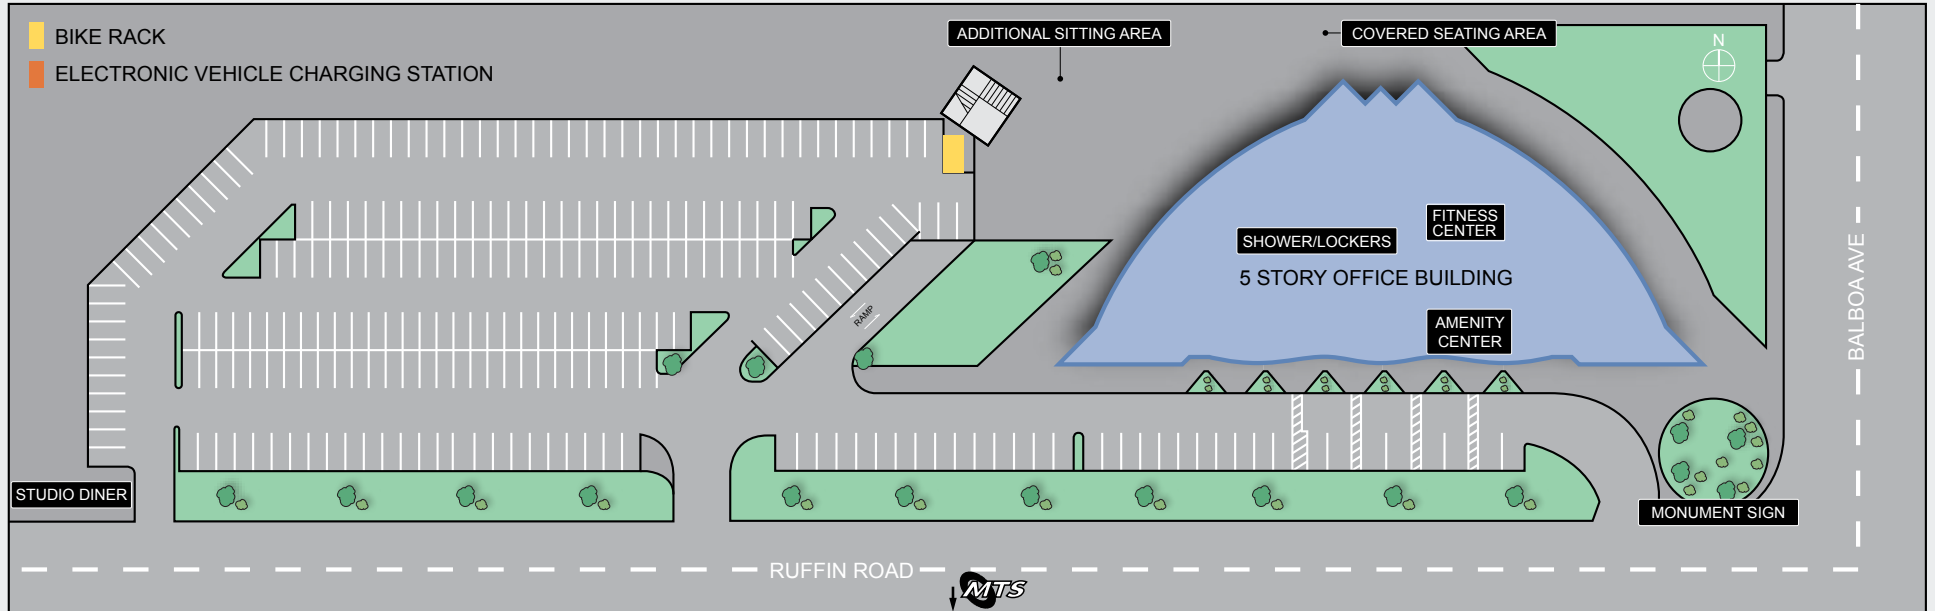 BIKE RACK
ELECTRONIC VEHICLE CHARGING STATION
ADDITIONAL SITTING AREA
COVERED SEATING AREA
N
FITNESS
CENTER
SHOWER/LOCKERS
5 STORY OFFICE BUILDING
AMENITY
CENTER
RAMP
BALBOA AVE
STUDIO DINER
MONUMENT SIGN
RUFFIN ROAD
MTS